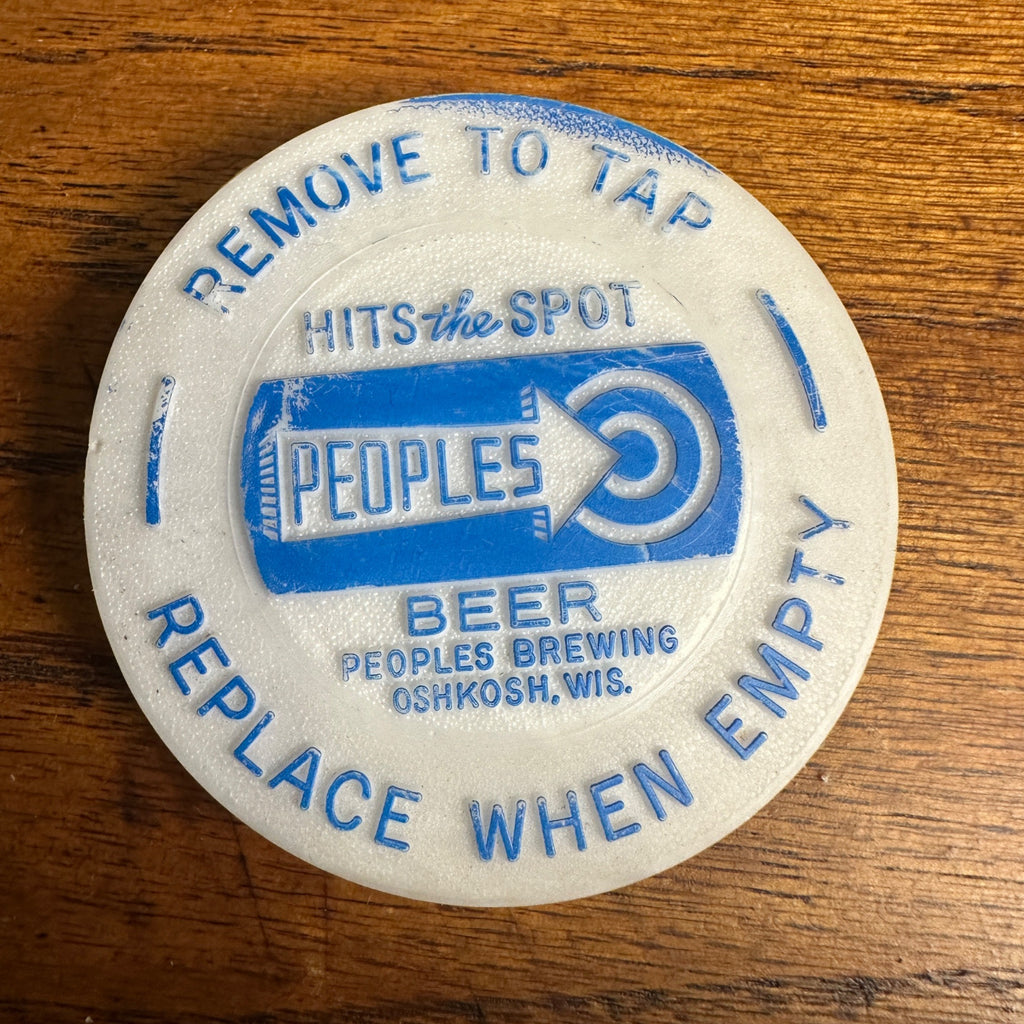 REMOVE TO TAP
HITS the SPOT
PEOPLES
BEER
PEOPLES BREWING
OSHKOSH, WIS.
REPLACE WHEN EMPTY